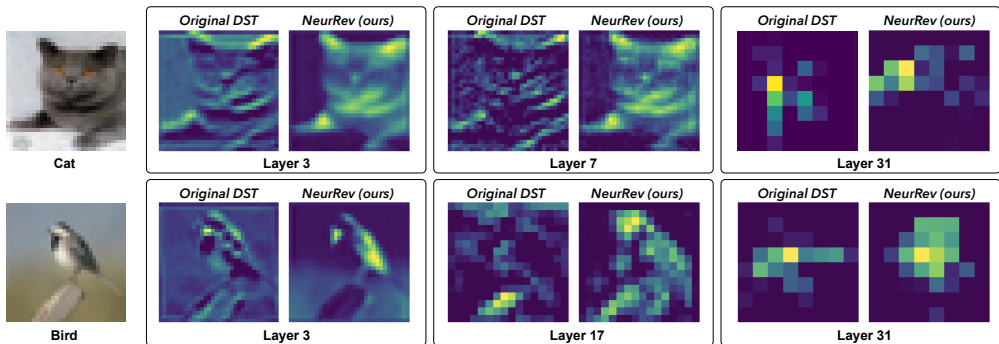 Original DST NeurRev (ours) Original DST NeurRev (ours) Original DST NeurRev (ours)
Cat Layer 3 Layer 7 Layer 31
Original DST NeurRev (ours) Original DST NeurRev (ours) Original DST NeurRev (ours)
Bird Layer 3 Layer 17 Layer 31